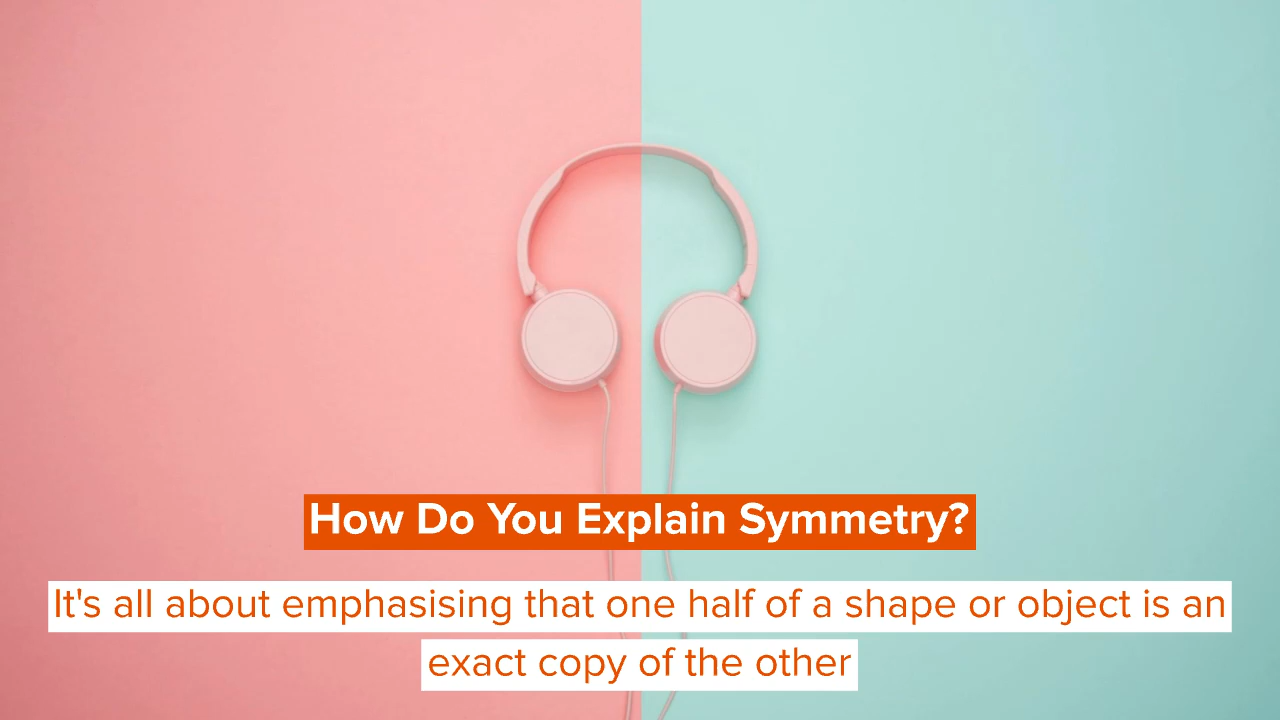 How Do You Explain Symmetry?
It's all about emphasising that one half of a shape or object is an
exact copy of the other